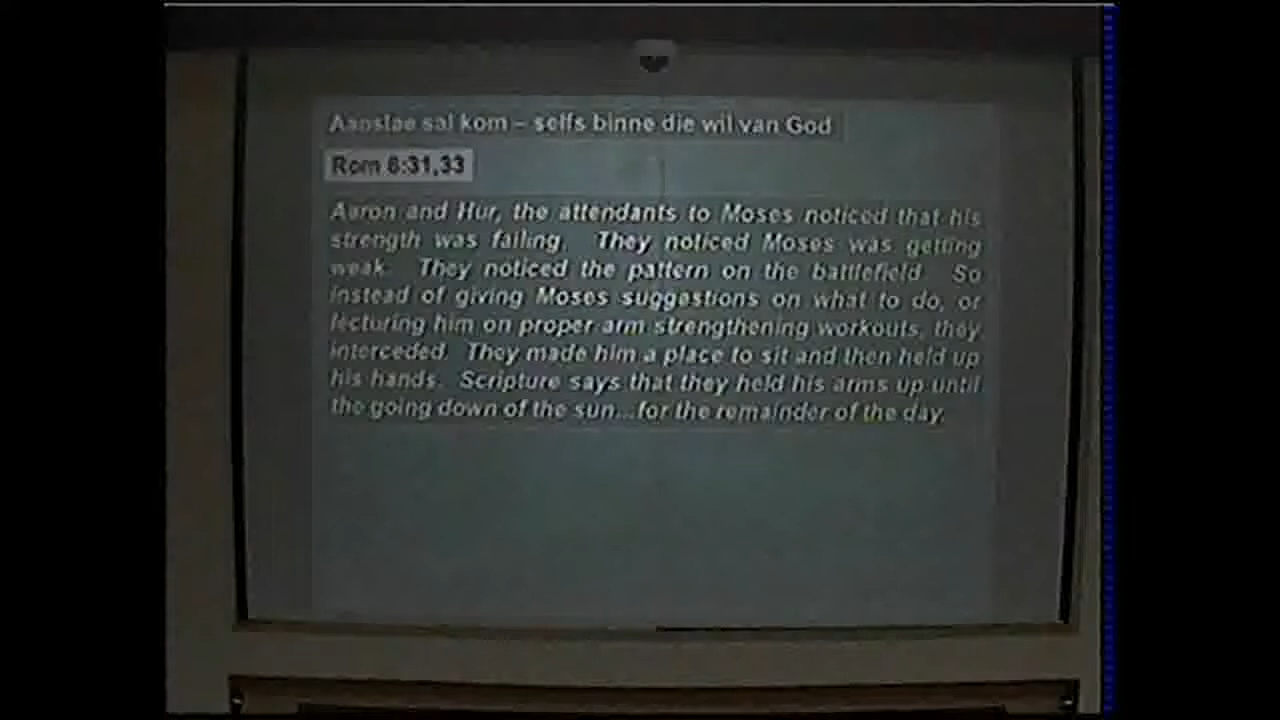 Aanslae sal kom – selfs binne die wil van God
Rom 8:31,33
Aaron and Hur, the attendants to Moses noticed that his
strength was failing. They noticed Moses was getting
weak. They noticed the pattern on the battlefield. So
instead of giving Moses suggestions on what to do, or
lecturing him on proper arm strengthening workouts, they
interceded. They made him a place to sit and then held up
his hands. Scripture says that they held his arms up until
the going down of the sun...for the remainder of the day.